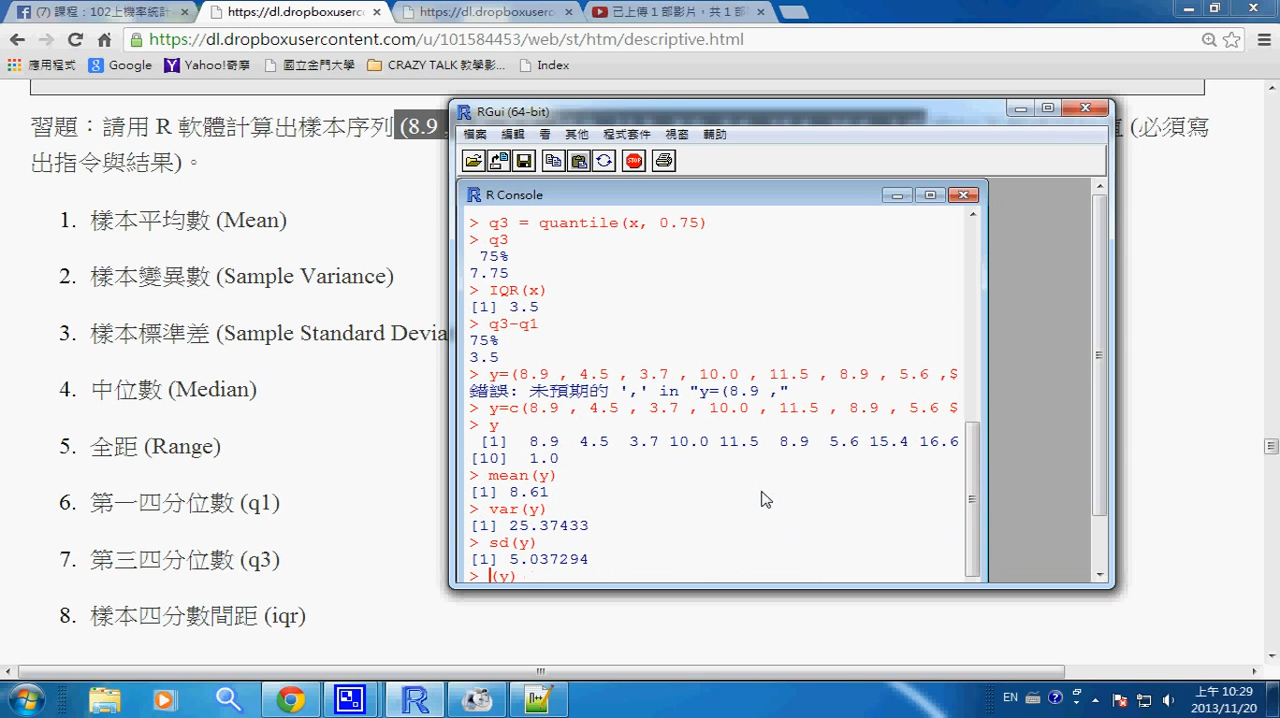 (7) 課程：102上機率統計
https://dl.dropboxuserconte
https://dl.dropboxuserconte
已上傳 1 部影片，共 1 部
https://dl.dropboxusercontent.com/u/101584453/web/st/htm/descriptive.html
應用程式 Google Yahoo!奇摩 國立金門大學 CRAZY TALK 教學影... Index
習題：請用 R 軟體計算出樣本序列 (8.9 , (必須寫
出指令與結果)。
1. 樣本平均數 (Mean)
2. 樣本變異數 (Sample Variance)
3. 樣本標準差 (Sample Standard Devia
4. 中位數 (Median)
5. 全距 (Range)
6. 第一四分位數 (q1)
7. 第三四分位數 (q3)
8. 樣本四分數間距 (iqr)
RGui (64-bit)
檔案 編輯 看 其他 程式套件 視窗 輔助
STOP
R Console
> q3 = quantile(x, 0.75)
> q3
75%
7.75
> IQR(x)
[1] 3.5
> q3-q1
75%
3.5
> y=(8.9 , 4.5 , 3.7 , 10.0 , 11.5 , 8.9 , 5.6 ,$
錯誤: 未預期的 ',' in "y=(8.9 ,"
> y=c(8.9 , 4.5 , 3.7 , 10.0 , 11.5 , 8.9 , 5.6 $
> y
[1] 8.9 4.5 3.7 10.0 11.5 8.9 5.6 15.4 16.6
[10] 1.0
> mean(y)
[1] 8.61
> var(y)
[1] 25.37433
> sd(y)
[1] 5.037294
> (y)
EN
上午 10:29
2013/11/20